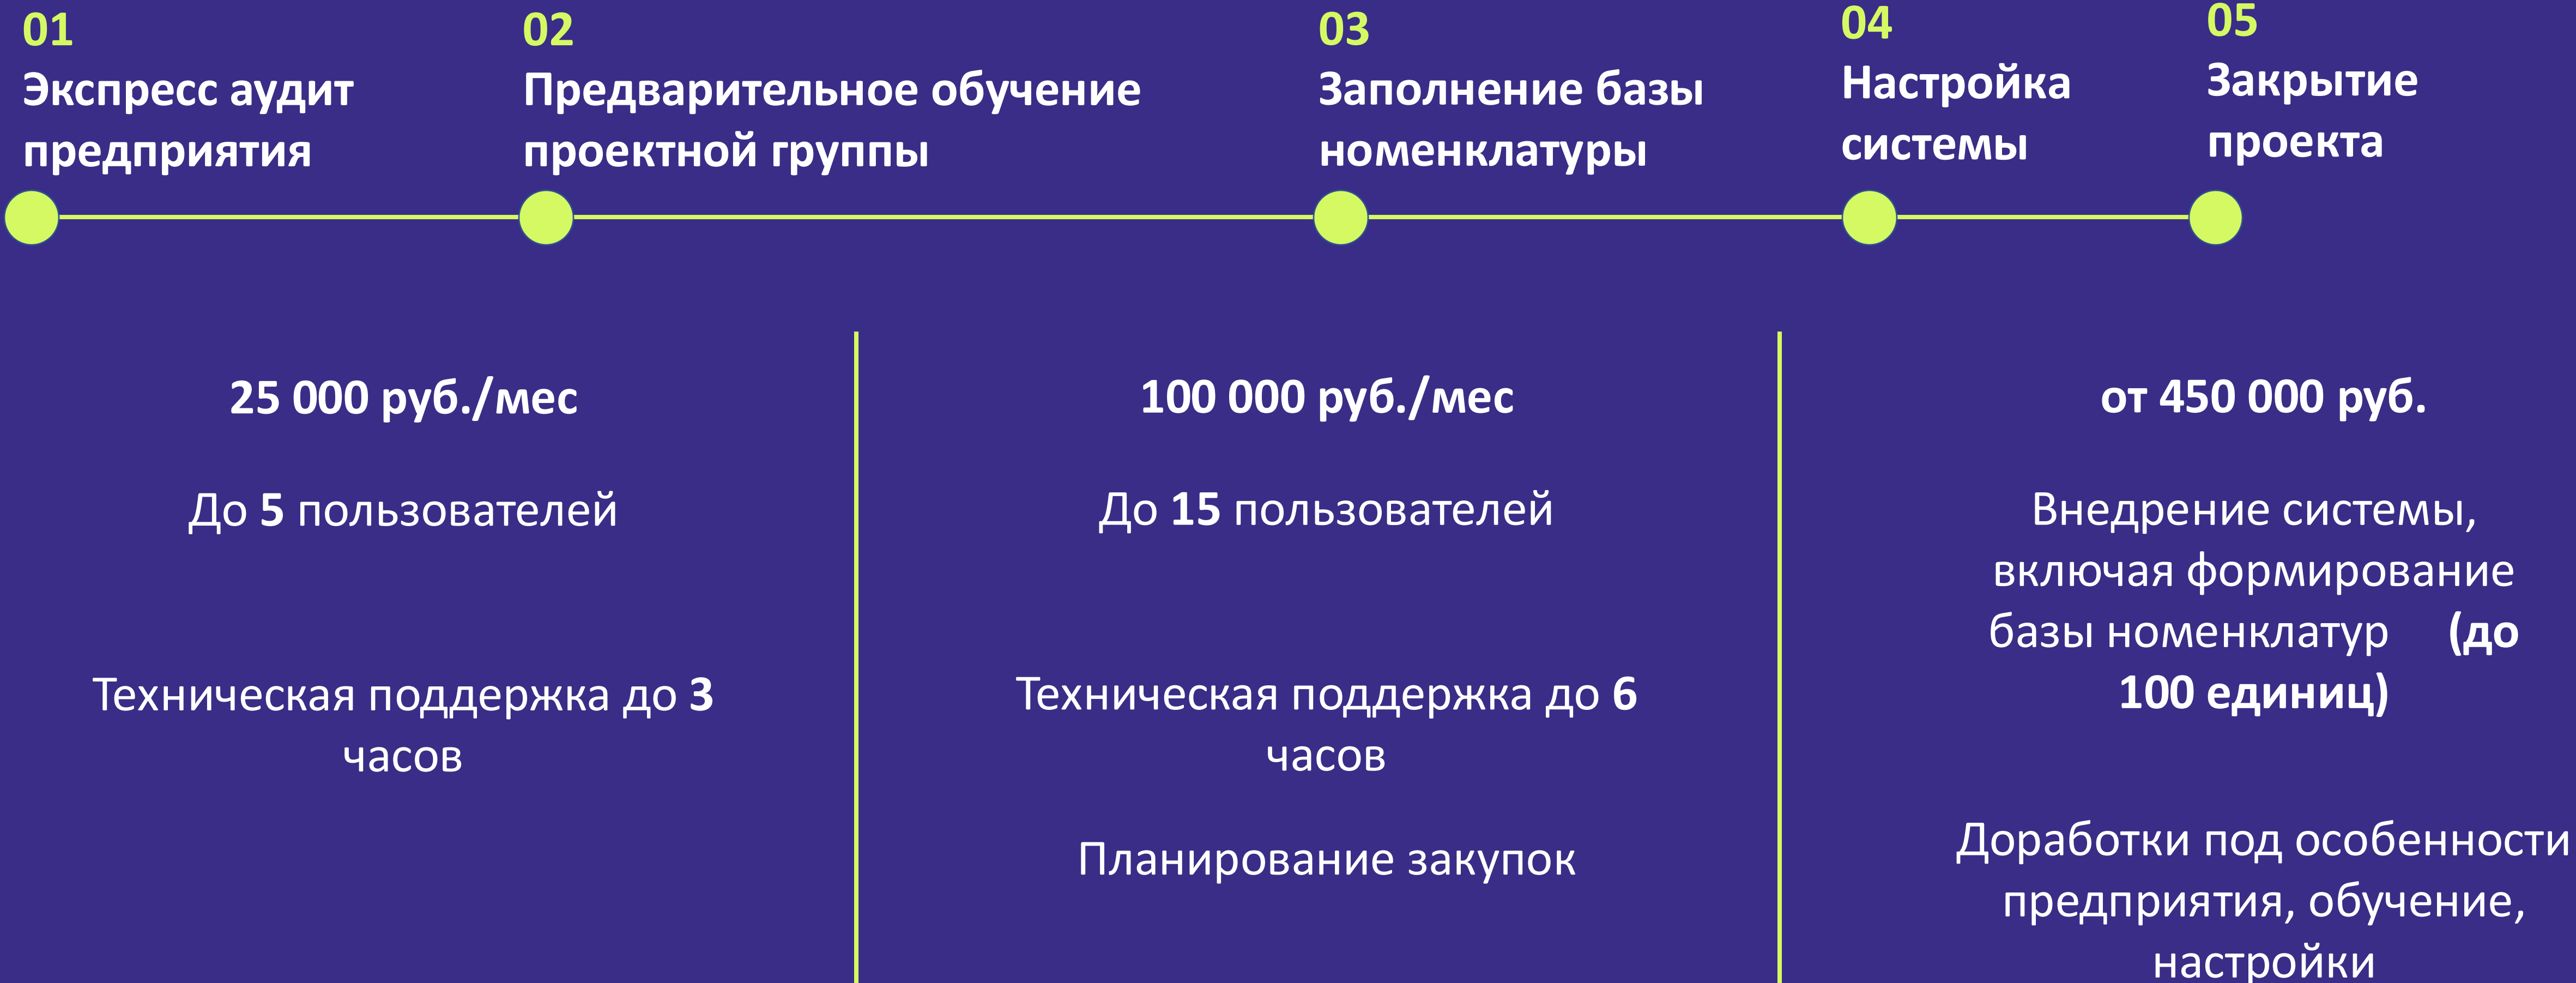 01
Экспресс аудит
предприятия
02
Предварительное обучение
проектной группы
03
Заполнение базы
номенклатуры
04
Настройка
системы
05
Закрытие
проекта
25 000 руб./мес
До 5 пользователей
Техническая поддержка до 3
часов
100 000 руб./мес
До 15 пользователей
Техническая поддержка до 6
часов
Планирование закупок
от 450 000 руб.
Внедрение системы,
включая формирование
базы номенклатур (до
100 единиц)
Доработки под особенности
предприятия, обучение,
настройки